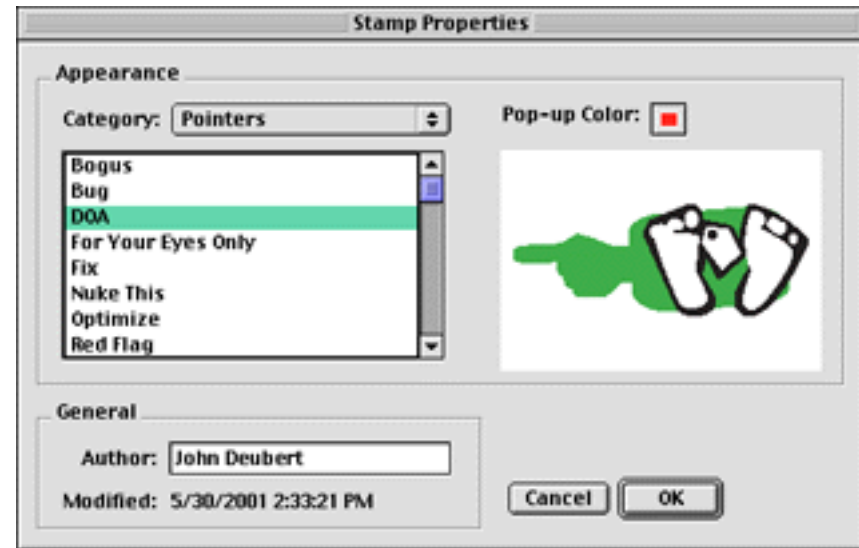 Stamp Properties
Appearance
Category: Pointers
Pop-up Color:
Bogus
Bug
DOA
For Your Eyes Only
Fix
Nuke This
Optimize
Red Flag
General
Author: John Deubert
Modified: 5/30/2001 2:33:21 PM
Cancel OK